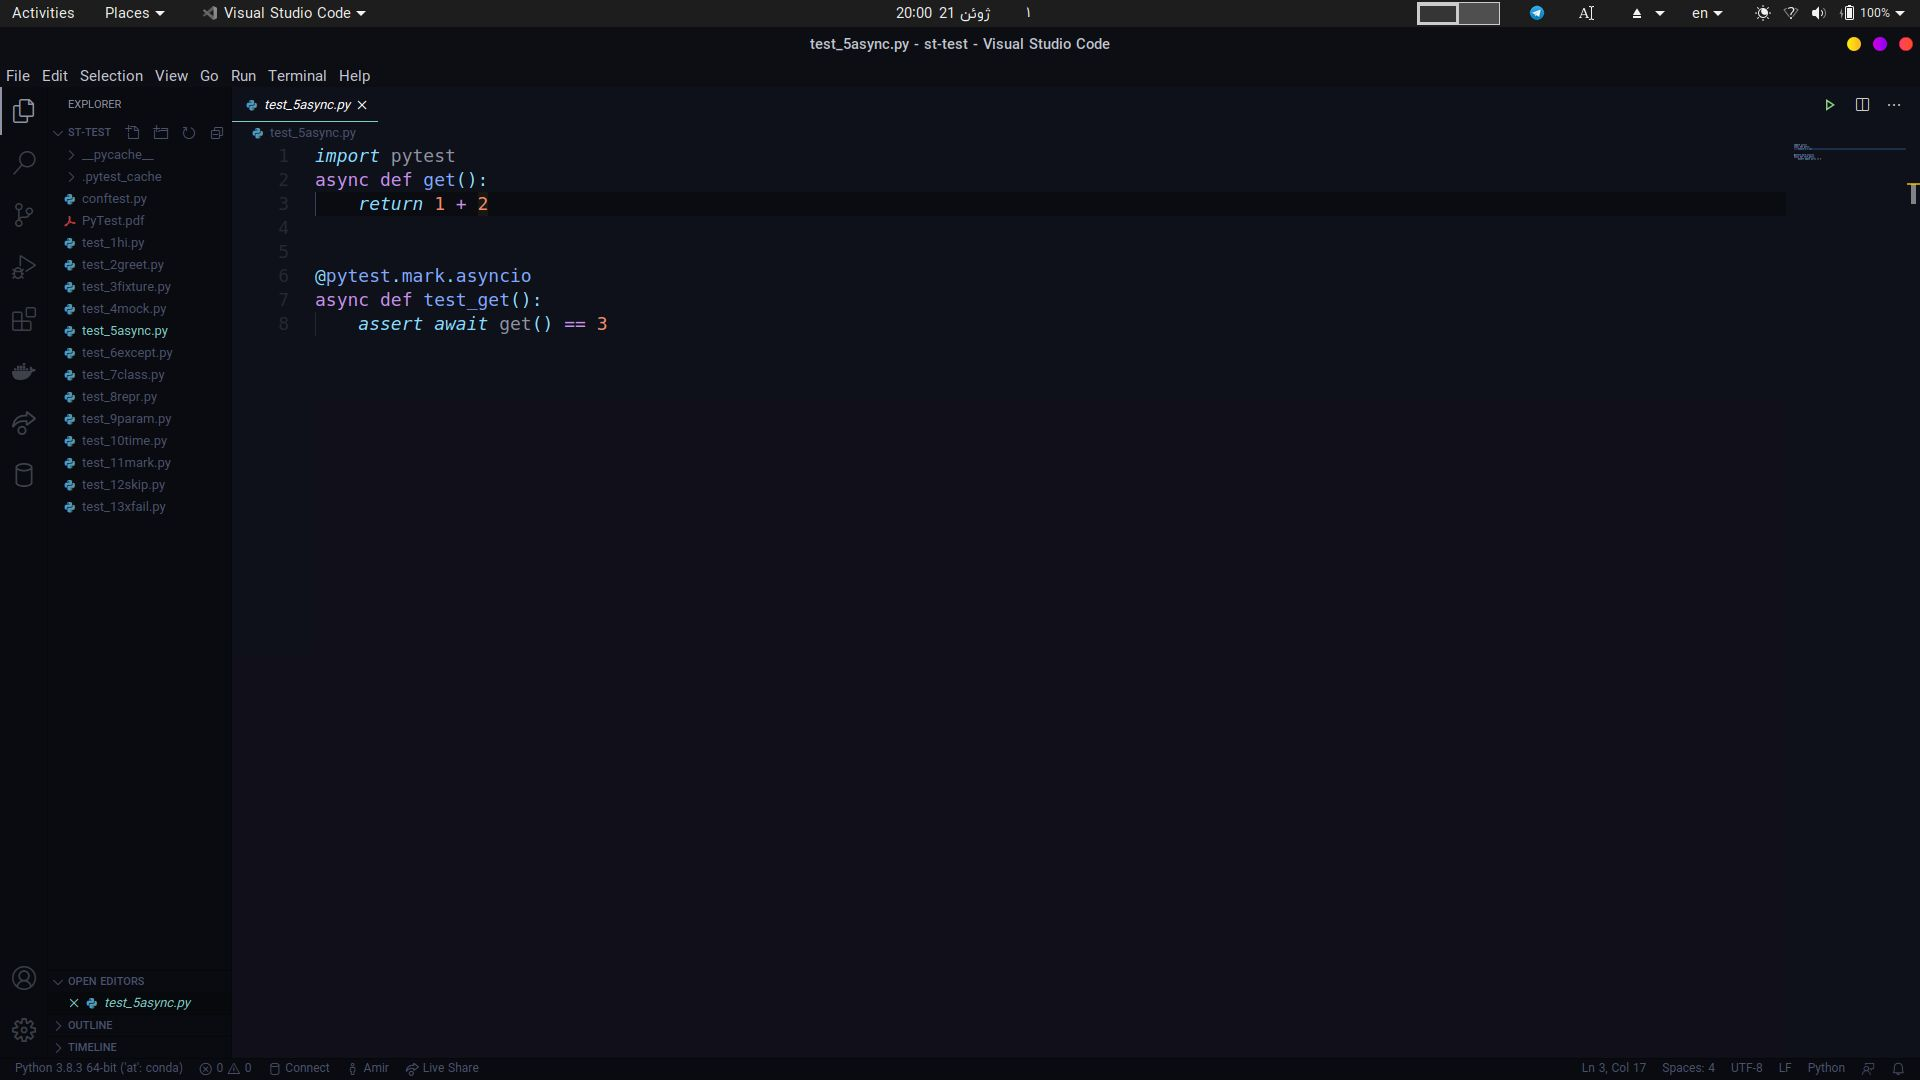 Activities Places Visual Studio Code 20:00 21 ژوئن ۱ en 100%
test_5async.py - st-test - Visual Studio Code
File Edit Selection View Go Run Terminal Help
EXPLORER
ST-TEST
__pycache__
.pytest_cache
conftest.py
PyTest.pdf
test_1hi.py
test_2greet.py
test_3fixture.py
test_4mock.py
test_5async.py
test_6except.py
test_7class.py
test_8repr.py
test_9param.py
test_10time.py
test_11mark.py
test_12skip.py
test_13xfail.py
OPEN EDITORS
test_5async.py
OUTLINE
TIMELINE
test_5async.py
test_5async.py
1 import pytest
2 async def get():
3     return 1 + 2
4
5
6 @pytest.mark.asyncio
7 async def test_get():
8     assert await get() == 3
Python 3.8.3 64-bit ('at': conda) 0 0 Connect Amir Live Share Ln 3, Col 17 Spaces: 4 UTF-8 LF Python